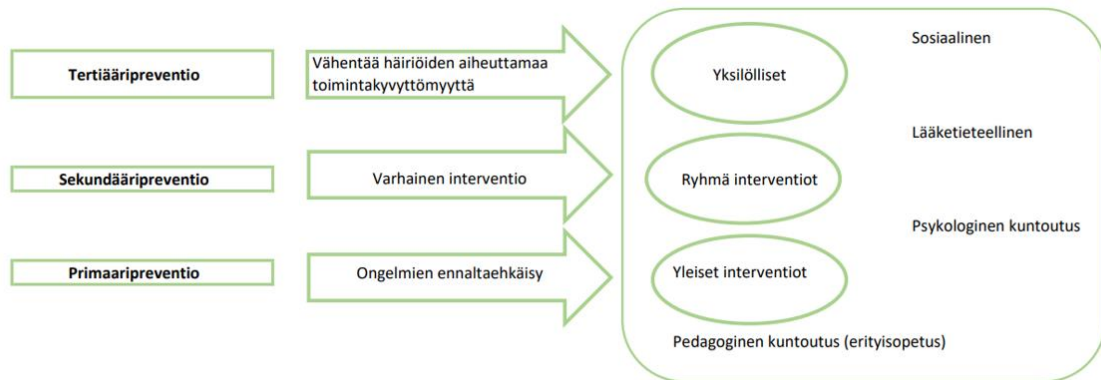 Tertiääripreventio
Vähentää häiriöiden aiheuttamaa
toimintakyvyttömyyttä
Yksilölliset
Sosiaalinen
Lääketieteellinen
Sekundääripreventio
Varhainen interventio
Ryhmä interventiot
Psykologinen kuntoutus
Primaaripreventio
Ongelmien ennaltaehkäisy
Yleiset interventiot
Pedagoginen kuntoutus (erityisopetus)